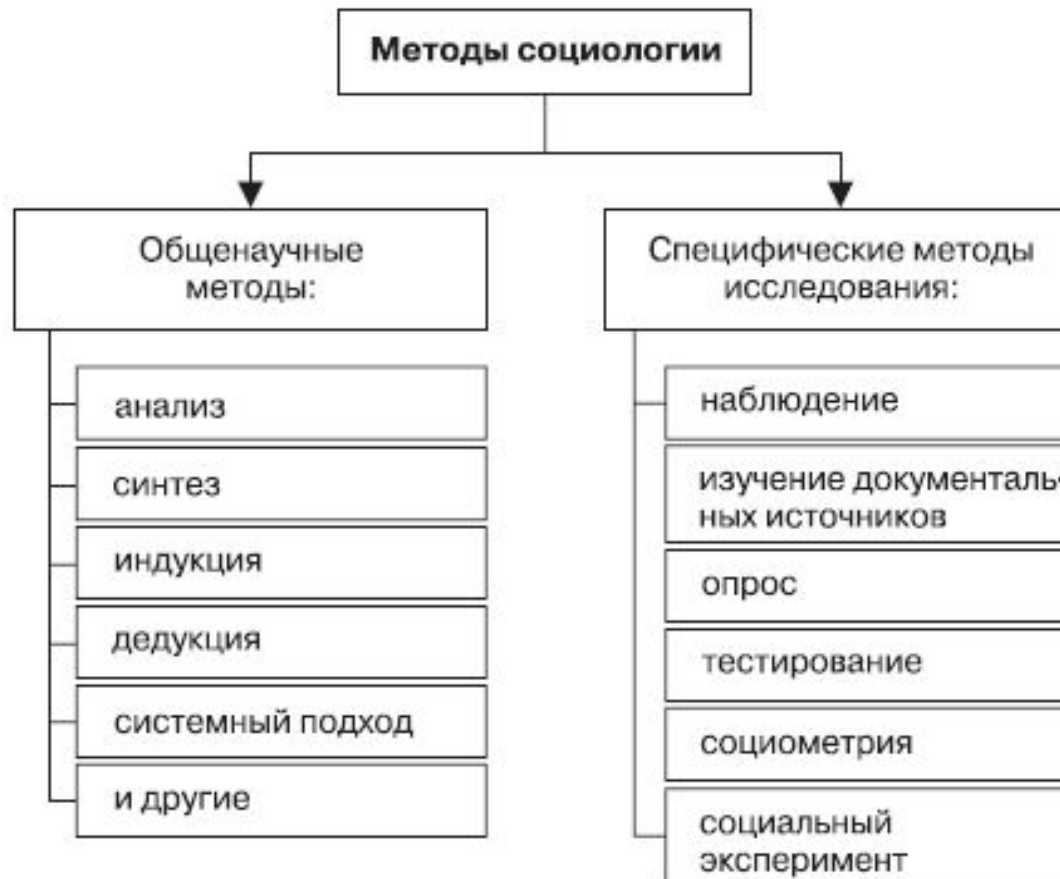 Методы социологии
Общенаучные
методы:
анализ
синтез
индукция
дедукция
системный подход
и другие
Специфические методы
исследования:
наблюдение
изучение документаль-
ных источников
опрос
тестирование
социометрия
социальный
эксперимент